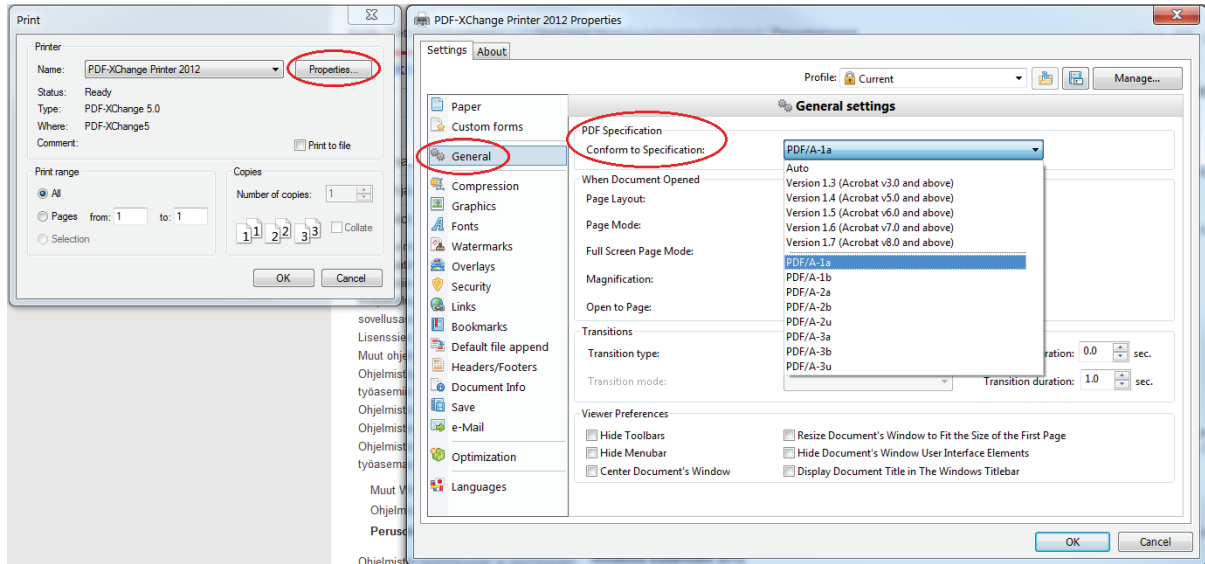 Print
Printer
Name: PDF-XChange Printer 2012 Properties...
Status: Ready
Type: PDF-XChange 5.0
Where: PDF-XChange5
Comment: Print to file
Print range
All
Pages from: 1 to: 1
Selection
Copies
Number of copies: 1
1 1 2 2 3 3 Collate
OK Cancel
sovellusa
Lisenssie
Muut ohje
Ohjelmist
työasemii
Ohjelmist
Ohjelmist
Ohjelmist
työasema
Muut V
Ohjelm
Perusc
Ohjelmist
PDF-XChange Printer 2012 Properties
Settings About
Profile: Current Manage...
Paper
Custom forms
General
Compression
Graphics
Fonts
Watermarks
Overlays
Security
Links
Bookmarks
Default file append
Headers/Footers
Document Info
Save
e-Mail
Optimization
Languages
General settings
PDF Specification
Conform to Specification: PDF/A-1a
Auto
Version 1.3 (Acrobat v3.0 and above)
Version 1.4 (Acrobat v5.0 and above)
Version 1.5 (Acrobat v6.0 and above)
Version 1.6 (Acrobat v7.0 and above)
Version 1.7 (Acrobat v8.0 and above)
PDF/A-1a
PDF/A-1b
PDF/A-2a
PDF/A-2b
PDF/A-2u
PDF/A-3a
PDF/A-3b
PDF/A-3u
When Document Opened
Page Layout:
Page Mode:
Full Screen Page Mode:
Magnification:
Open to Page:
Transitions
Transition type: ration: 0.0 sec.
Transition mode: Transition duration: 1.0 sec.
Viewer Preferences
Hide Toolbars Resize Document's Window to Fit the Size of the First Page
Hide Menubar Hide Document's Window User Interface Elements
Center Document's Window Display Document Title in The Windows Titlebar
OK Cancel